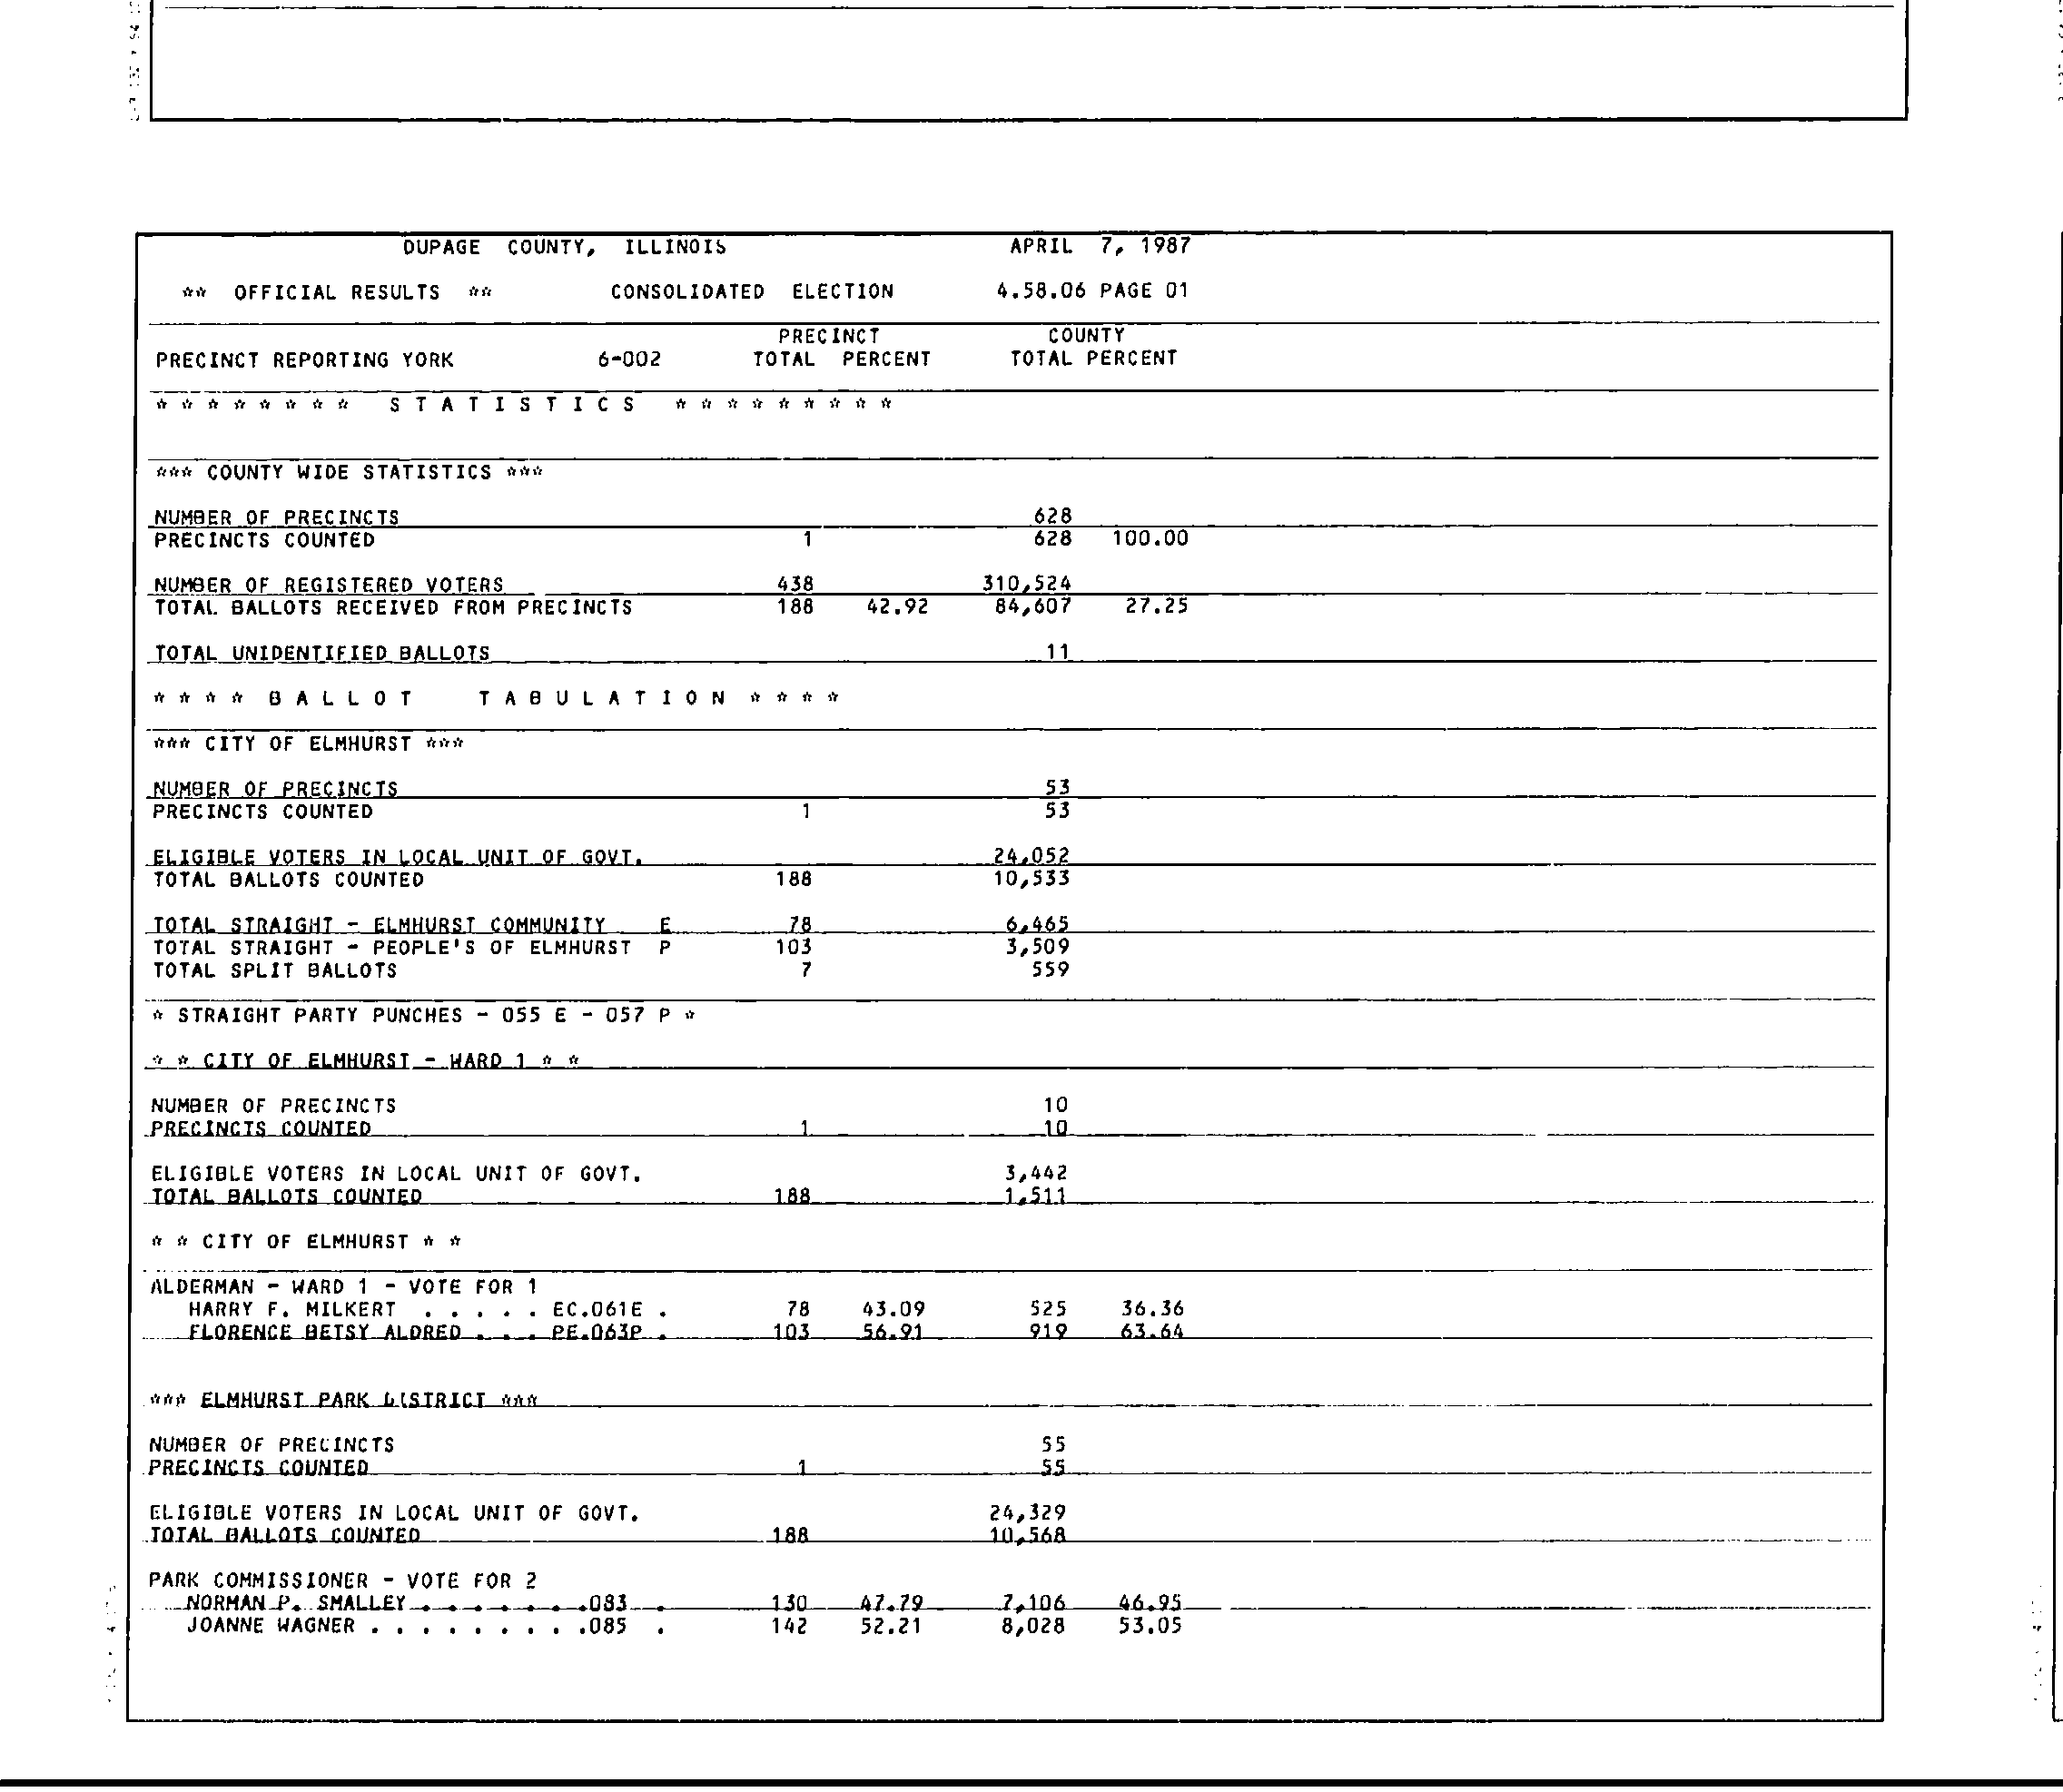 DUPAGE COUNTY, ILLINOIS APRIL 7, 1987
** OFFICIAL RESULTS ** CONSOLIDATED ELECTION 4.58.06 PAGE 01
PRECINCT COUNTY
PRECINCT REPORTING YORK 6-002 TOTAL PERCENT TOTAL PERCENT
* * * * * * * * S T A T I S T I C S * * * * * * * * *
*** COUNTY WIDE STATISTICS ***
NUMBER OF PRECINCTS 628
PRECINCTS COUNTED 1 628 100.00
NUMBER OF REGISTERED VOTERS 438 310,524
TOTAL BALLOTS RECEIVED FROM PRECINCTS 188 42.92 84,607 27.25
TOTAL UNIDENTIFIED BALLOTS 11
* * * * B A L L O T T A B U L A T I O N * * * *
*** CITY OF ELMHURST ***
NUMBER OF PRECINCTS 53
PRECINCTS COUNTED 1 53
ELIGIBLE VOTERS IN LOCAL UNIT OF GOVT. 24,052
TOTAL BALLOTS COUNTED 188 10,533
TOTAL STRAIGHT - ELMHURST COMMUNITY E 78 6,465
TOTAL STRAIGHT - PEOPLE'S OF ELMHURST P 103 3,509
TOTAL SPLIT BALLOTS 7 559
* STRAIGHT PARTY PUNCHES - 055 E - 057 P *
* * CITY OF ELMHURST - WARD 1 * *
NUMBER OF PRECINCTS 10
PRECINCTS COUNTED 1 10
ELIGIBLE VOTERS IN LOCAL UNIT OF GOVT. 3,442
TOTAL BALLOTS COUNTED 188 1,511
* * CITY OF ELMHURST * *
ALDERMAN - WARD 1 - VOTE FOR 1
HARRY F. MILKERT . . . . . EC.061E . 78 43.09 525 36.36
FLORENCE BETSY ALDRED . . . PE.063P . 103 56.91 919 63.64
*** ELMHURST PARK DISTRICT ***
NUMBER OF PRECINCTS 55
PRECINCTS COUNTED 1 55
ELIGIBLE VOTERS IN LOCAL UNIT OF GOVT. 24,329
TOTAL BALLOTS COUNTED 188 10,568
PARK COMMISSIONER - VOTE FOR 2
NORMAN P. SMALLEY . . . . . . .083 . 130 47.79 7,106 46.95
JOANNE WAGNER . . . . . . . . .085 . 142 52.21 8,028 53.05